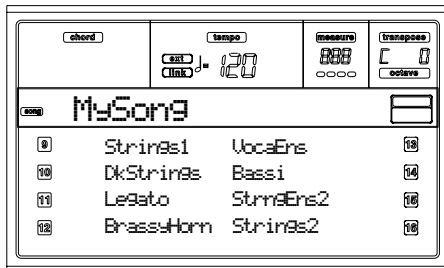 chord tempo measure transpose
ext link ♩= 120 888 C 0
octave
song MySong
9 Strings1 VocaEns 13
10 DkStrings Bassi 14
11 Legato StrngEns2 15
12 BrassyHorn Strings2 16